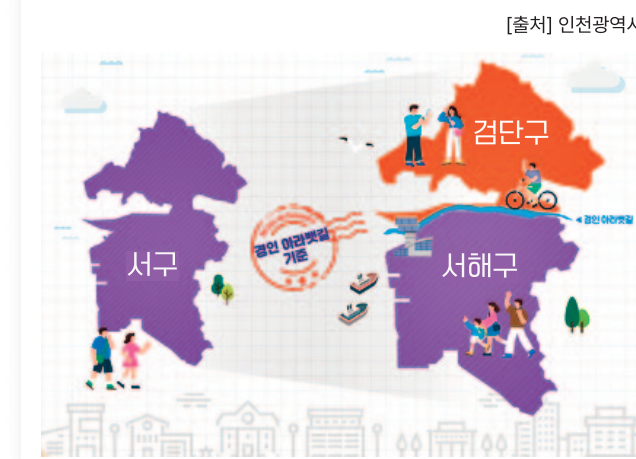 [출처] 인천광역시
검단구
◀ 경인 아라뱃길
경인 아라뱃길
기준
서구
서해구